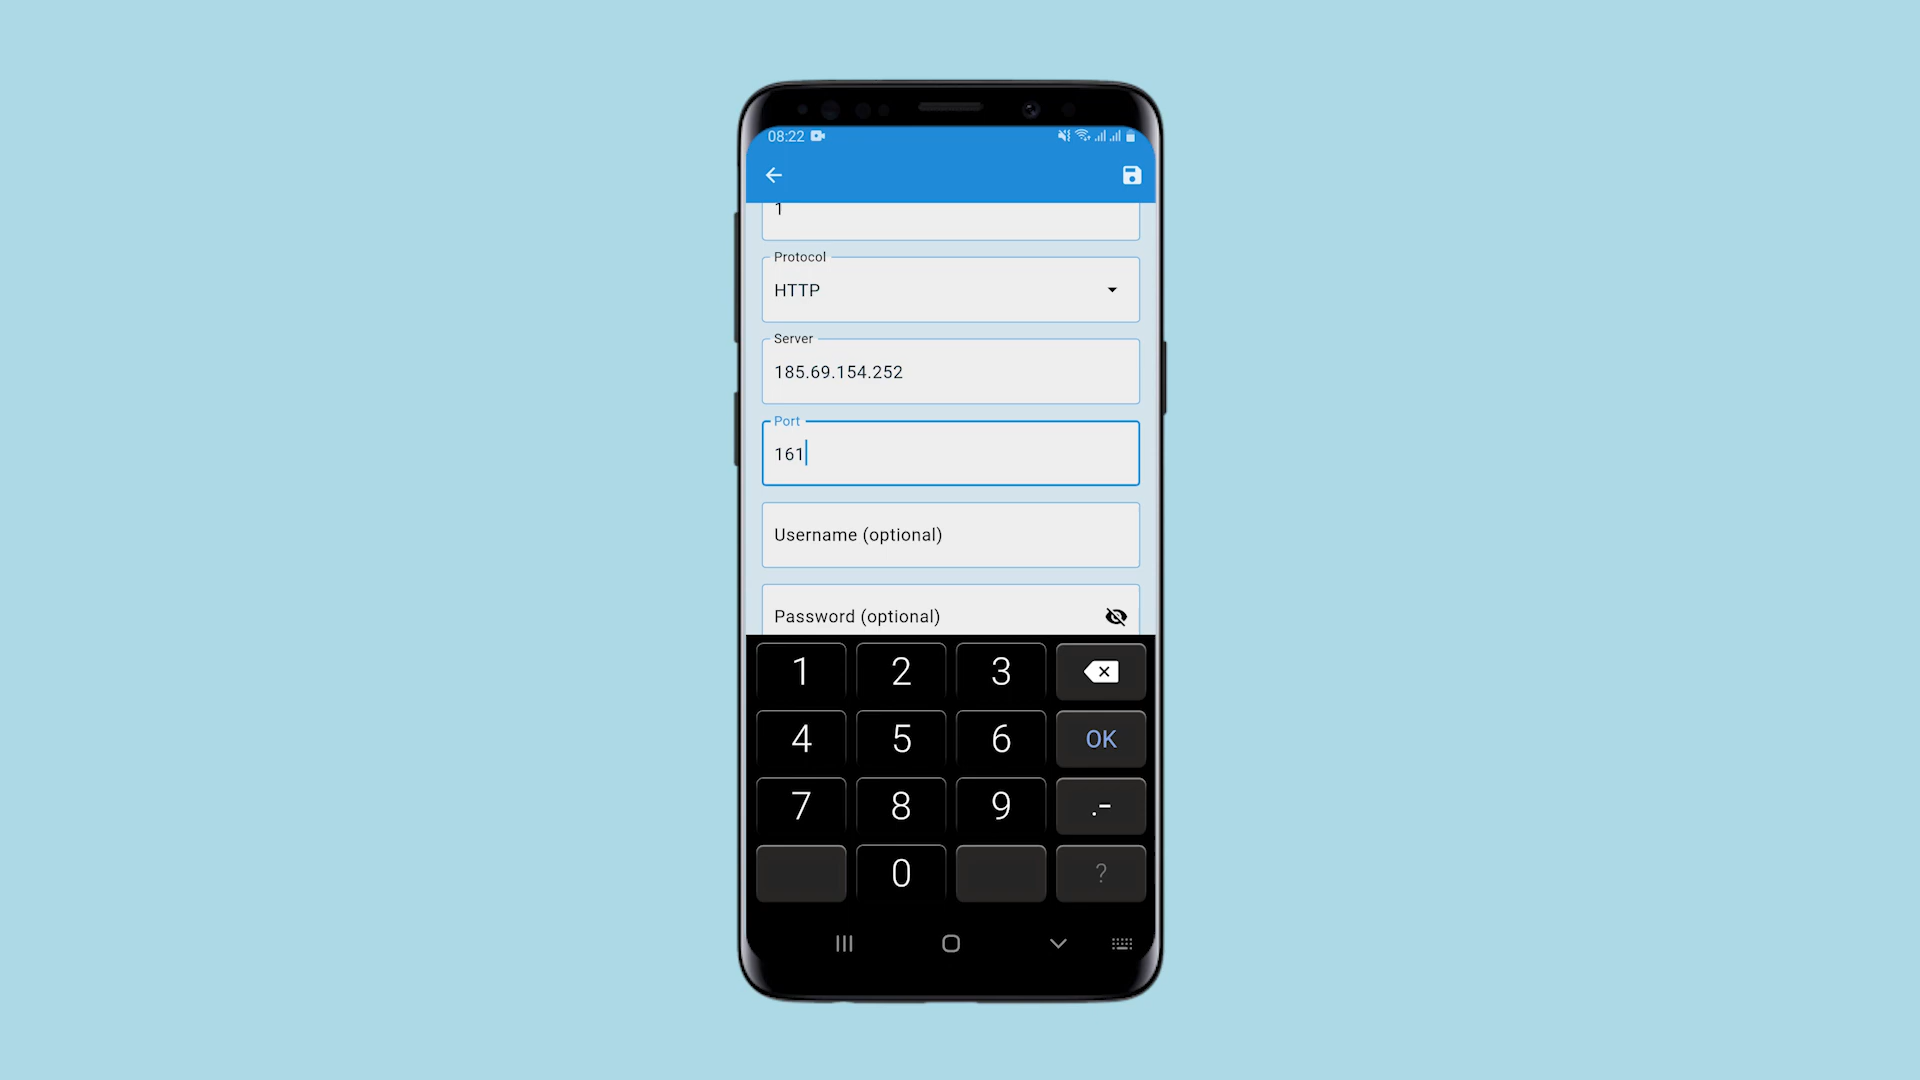 08:22
1
Protocol
HTTP
Server
185.69.154.252
Port
161
Username (optional)
Password (optional)
1 2 3
4 5 6 OK
7 8 9 .-
0 ?